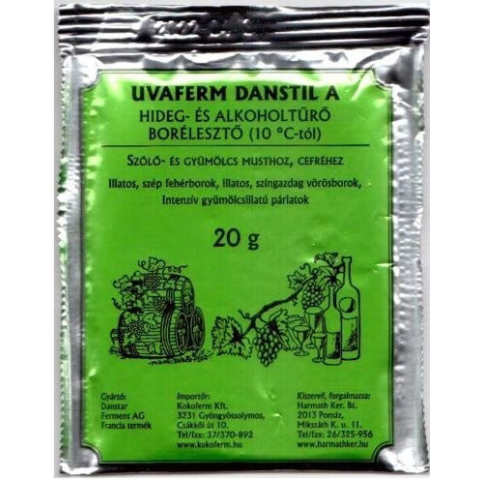 UVAFERM DANSTIL A
HIDEG- ÉS ALKOHOLTŰRŐ
BORÉLESZTŐ (10 °C-tól)
SZŐLŐ- ÉS GYÜMÖLCS MUSTHOZ, CEFRÉHEZ
Illatos, szép fehérborok, illatos, színgazdag vörösborok,
Intenzív gyümölcsillatú párlatok
20 g
Gyártó:
Danstar
Ferment AG
Francia termék
Importőr:
Kokoferm Kft.
3231 Gyöngyössolymos,
Csákkői út 10.
Tel/fax: 37/370-892
www.kokoferm.hu
Kiszereli, forgalmazza:
Harmath Ker. Bt.
2013 Pomáz,
Mikszáth K. u. 11.
Tel/fax: 26/325-956
www.harmathker.hu